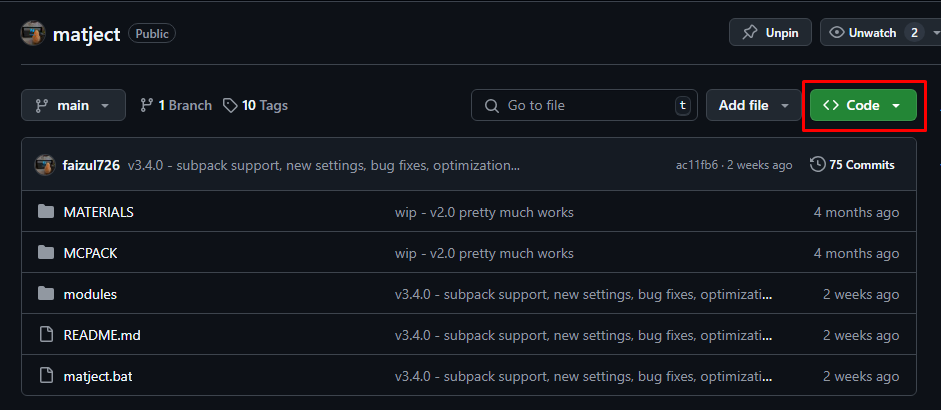 matject Public Unpin Unwatch 2
main 1 Branch 10 Tags Go to file t Add file <> Code
faizul726 v3.4.0 - subpack support, new settings, bug fixes, optimization... ac11fb6 · 2 weeks ago 75 Commits
MATERIALS wip - v2.0 pretty much works 4 months ago
MCPACK wip - v2.0 pretty much works 4 months ago
modules v3.4.0 - subpack support, new settings, bug fixes, optimizati... 2 weeks ago
README.md v3.4.0 - subpack support, new settings, bug fixes, optimizati... 2 weeks ago
matject.bat v3.4.0 - subpack support, new settings, bug fixes, optimizati... 2 weeks ago